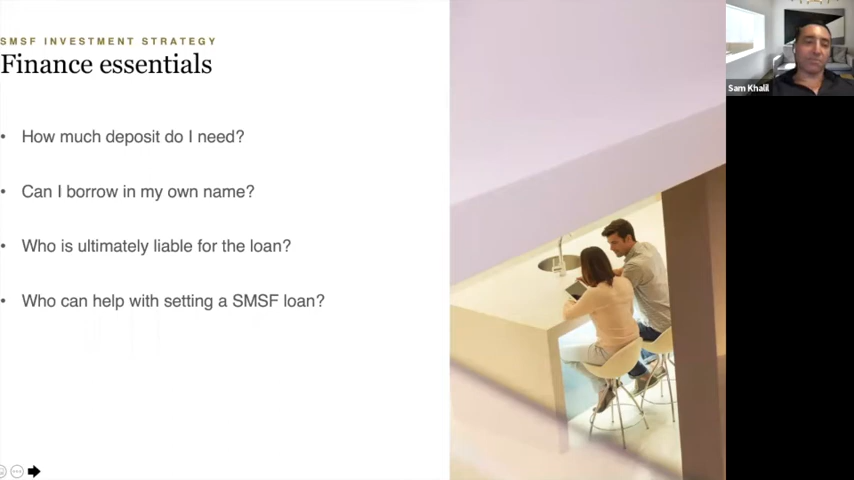 SMSF INVESTMENT STRATEGY
Finance essentials
• How much deposit do I need?
• Can I borrow in my own name?
• Who is ultimately liable for the loan?
• Who can help with setting a SMSF loan?
Sam Khalil